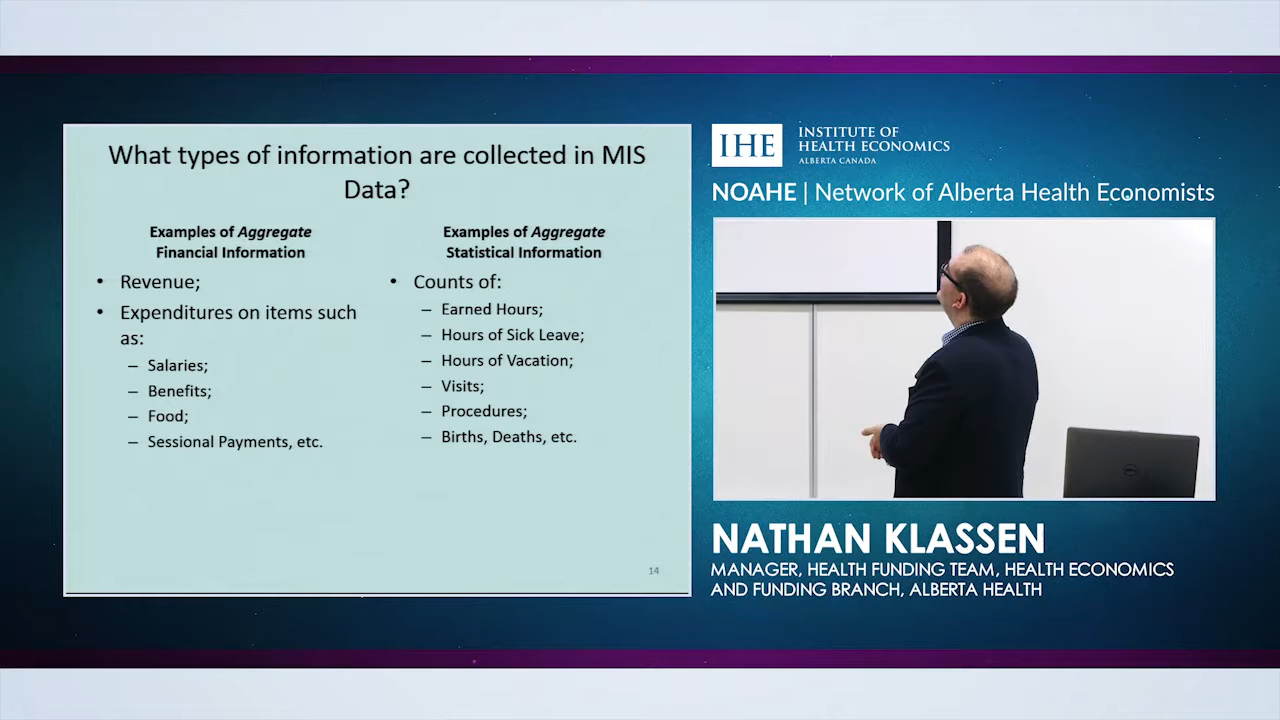 What types of information are collected in MIS
Data?
Examples of Aggregate
Financial Information
• Revenue;
• Expenditures on items such
as:
– Salaries;
– Benefits;
– Food;
– Sessional Payments, etc.
Examples of Aggregate
Statistical Information
• Counts of:
– Earned Hours;
– Hours of Sick Leave;
– Hours of Vacation;
– Visits;
– Procedures;
– Births, Deaths, etc.
14
IHE
INSTITUTE OF
HEALTH ECONOMICS
ALBERTA CANADA
NOAHE | Network of Alberta Health Economists
DELL
NATHAN KLASSEN
MANAGER, HEALTH FUNDING TEAM, HEALTH ECONOMICS
AND FUNDING BRANCH, ALBERTA HEALTH